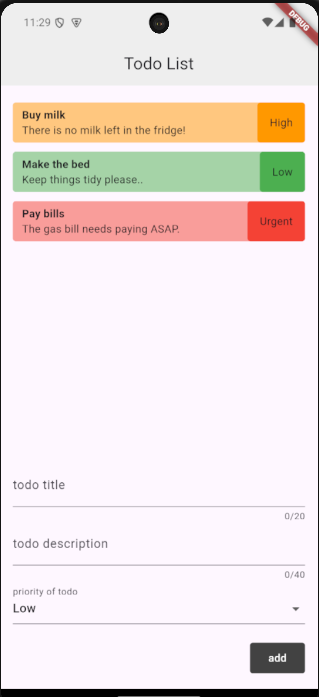 11:29
DEBUG
Todo List
Buy milk
There is no milk left in the fridge!
High
Make the bed
Keep things tidy please..
Low
Pay bills
The gas bill needs paying ASAP.
Urgent
todo title
0/20
todo description
0/40
priority of todo
Low
add